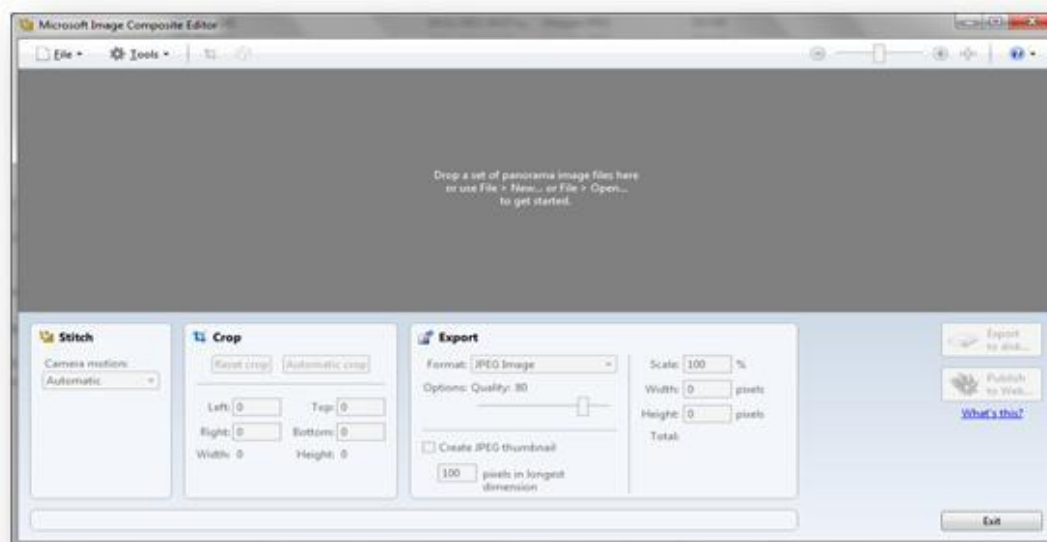 Microsoft Image Composite Editor
File
Tools
Drop a set of panorama image files here
or use File > New... or File > Open...
to get started.
Stitch
Camera motion:
Automatic
Crop
Reset crop Automatic crop
Left: 0 Top: 0
Right: 0 Bottom: 0
Width: 0 Height: 0
Export
Format: JPEG Image
Options: Quality: 80
Create JPEG thumbnail
100 pixels in longest
dimension
Scale: 100 %
Width: 0 pixels
Height: 0 pixels
Total:
Export
to disk...
Publish
to Web...
What's this?
Exit